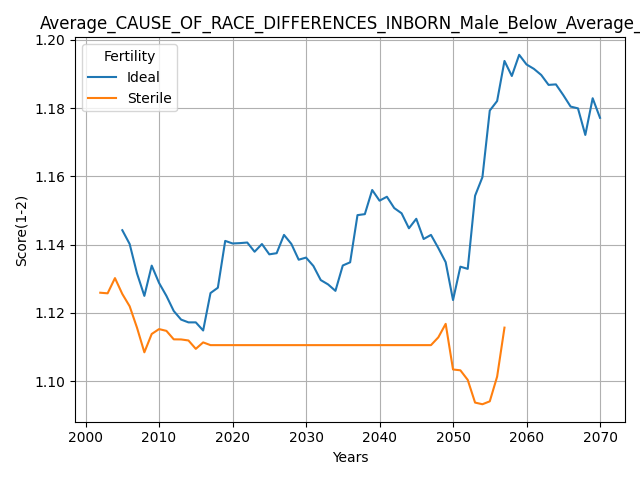 Average_CAUSE_OF_RACE_DIFFERENCES_INBORN_Male_Below_Average_
1.20
1.18
1.16
1.14
1.12
1.10
Score(1-2)
Fertility
Ideal
Sterile
2000 2010 2020 2030 2040 2050 2060 2070
Years